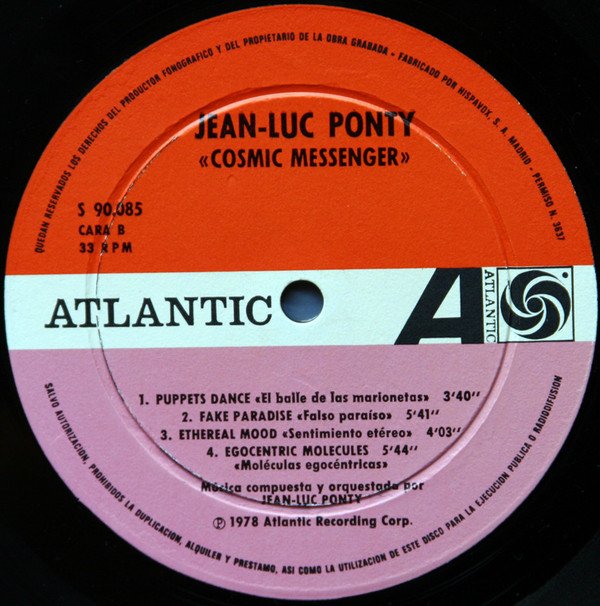 QUEDAN RESERVADOS LOS DERECHOS DEL PRODUCTOR FONOGRAFICO Y DEL PROPIETARIO DE LA OBRA GRABADA - FABRICADO POR HISPAVOX, S. A. MADRID - PERMISO N. 3637
JEAN-LUC PONTY
«COSMIC MESSENGER»
S 90.085
CARA B
33 RPM
ATLANTIC
A
ATLANTIC
1. PUPPETS DANCE «El baile de las marionetas» 3'40''
2. FAKE PARADISE «Falso paraíso» 5'41''
3. ETHEREAL MOOD «Sentimiento etéreo» 4'03''
4. EGOCENTRIC MOLECULES 5'44''
«Moléculas egocéntricas»
Música compuesta y orquestada por
JEAN-LUC PONTY
℗ 1978 Atlantic Recording Corp.
SALVO AUTORIZACION, PROHIBIDOS LA DUPLICACION, ALQUILER Y PRESTAMO, ASI COMO LA UTILIZACION DE ESTE DISCO PARA LA EJECUCION PUBLICA O RADIODIFUSION